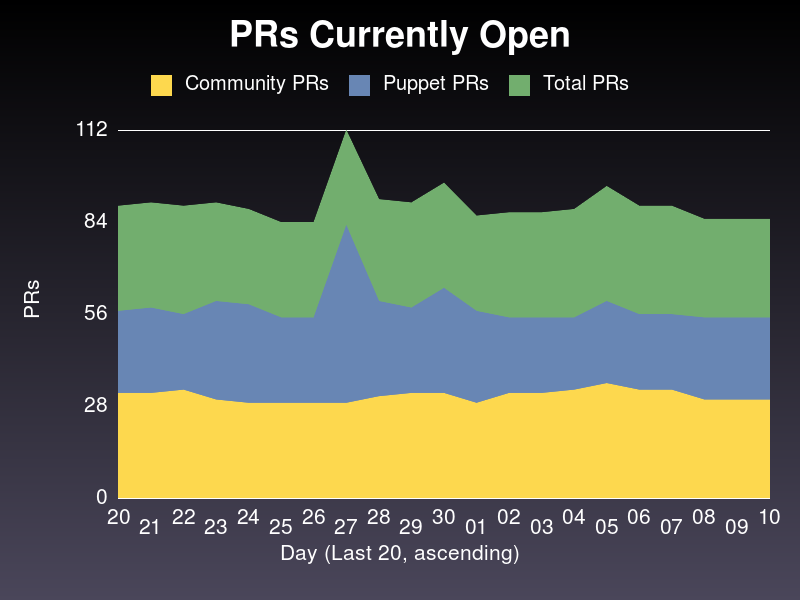 PRs Currently Open
Community PRs Puppet PRs Total PRs
112
84
56
28
0
PRs
20 21 22 23 24 25 26 27 28 29 30 01 02 03 04 05 06 07 08 09 10
Day (Last 20, ascending)